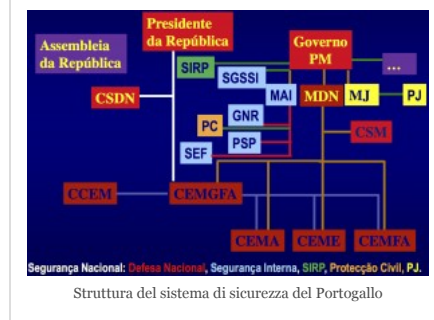 Presidente
da República
Assembleia
da República
Governo
PM
SIRP
...
SGSSI
CSDN
MAI
MDN
MJ
PJ
GNR
PC
PSP
CSM
SEF
CCEM
CEMGFA
CEMA
CEME
CEMFA
Segurança Nacional: Defesa Nacional, Segurança Interna, SIRP, Protecção Civil, PJ.
Struttura del sistema di sicurezza del Portogallo